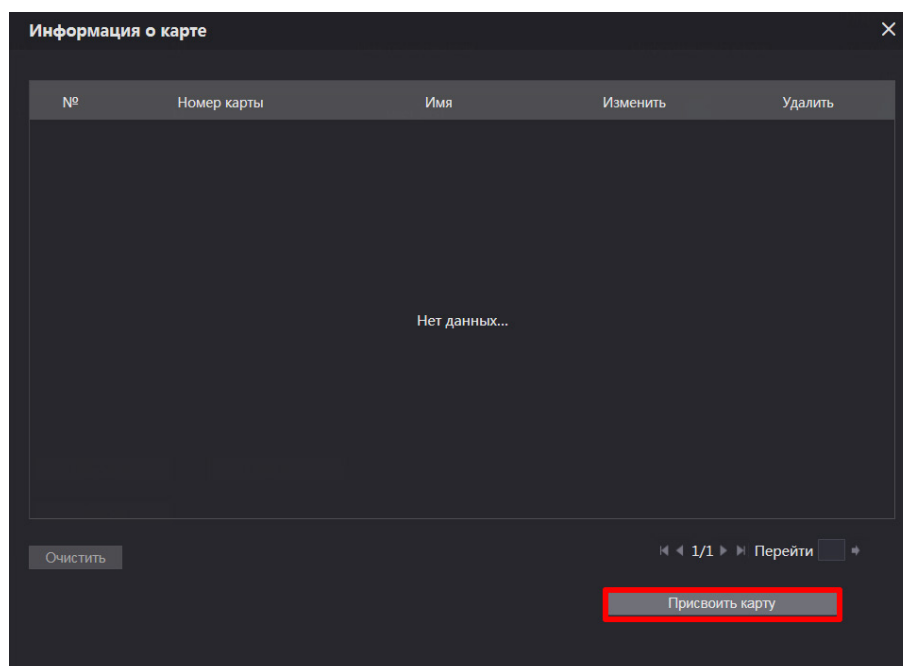 Информация о карте
№ Номер карты Имя Изменить Удалить
Нет данных...
Очистить 1/1 Перейти
Присвоить карту